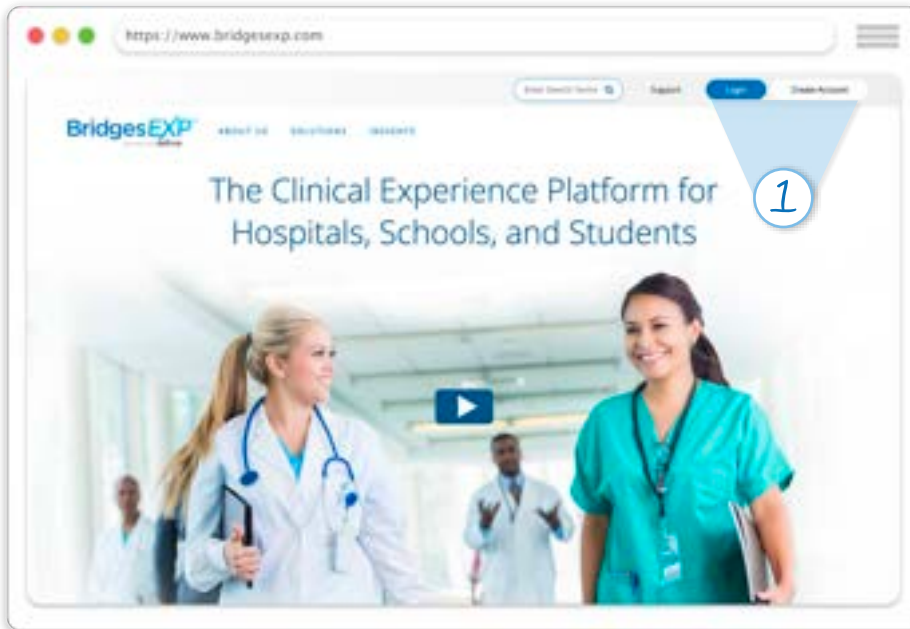 https://www.bridgesexp.com
Support
Login
Create Account
BridgesEXP
ABOUT US SOLUTIONS INSIGHTS
1
The Clinical Experience Platform for
Hospitals, Schools, and Students